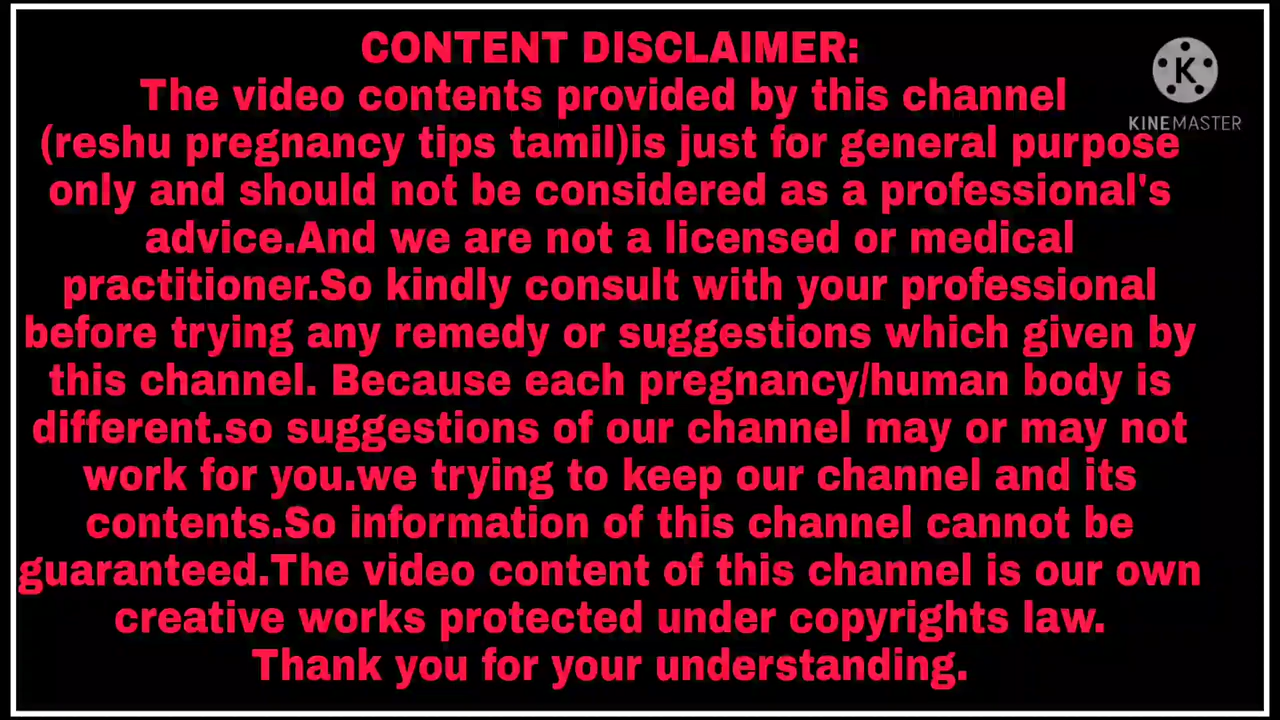 CONTENT DISCLAIMER:
The video contents provided by this channel
(reshu pregnancy tips tamil)is just for general purpose
only and should not be considered as a professional's
advice.And we are not a licensed or medical
practitioner.So kindly consult with your professional
before trying any remedy or suggestions which given by
this channel. Because each pregnancy/human body is
different.so suggestions of our channel may or may not
work for you.we trying to keep our channel and its
contents.So information of this channel cannot be
guaranteed.The video content of this channel is our own
creative works protected under copyrights law.
Thank you for your understanding.
K
KINEMASTER